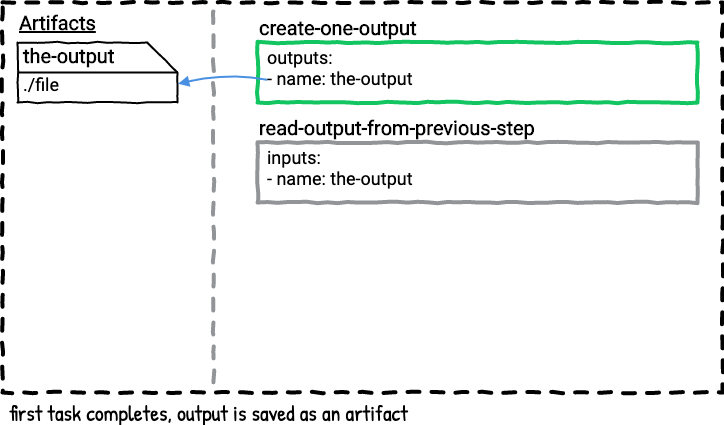 Artifacts
the-output
./file
create-one-output
outputs:
- name: the-output
read-output-from-previous-step
inputs:
- name: the-output
first task completes, output is saved as an artifact